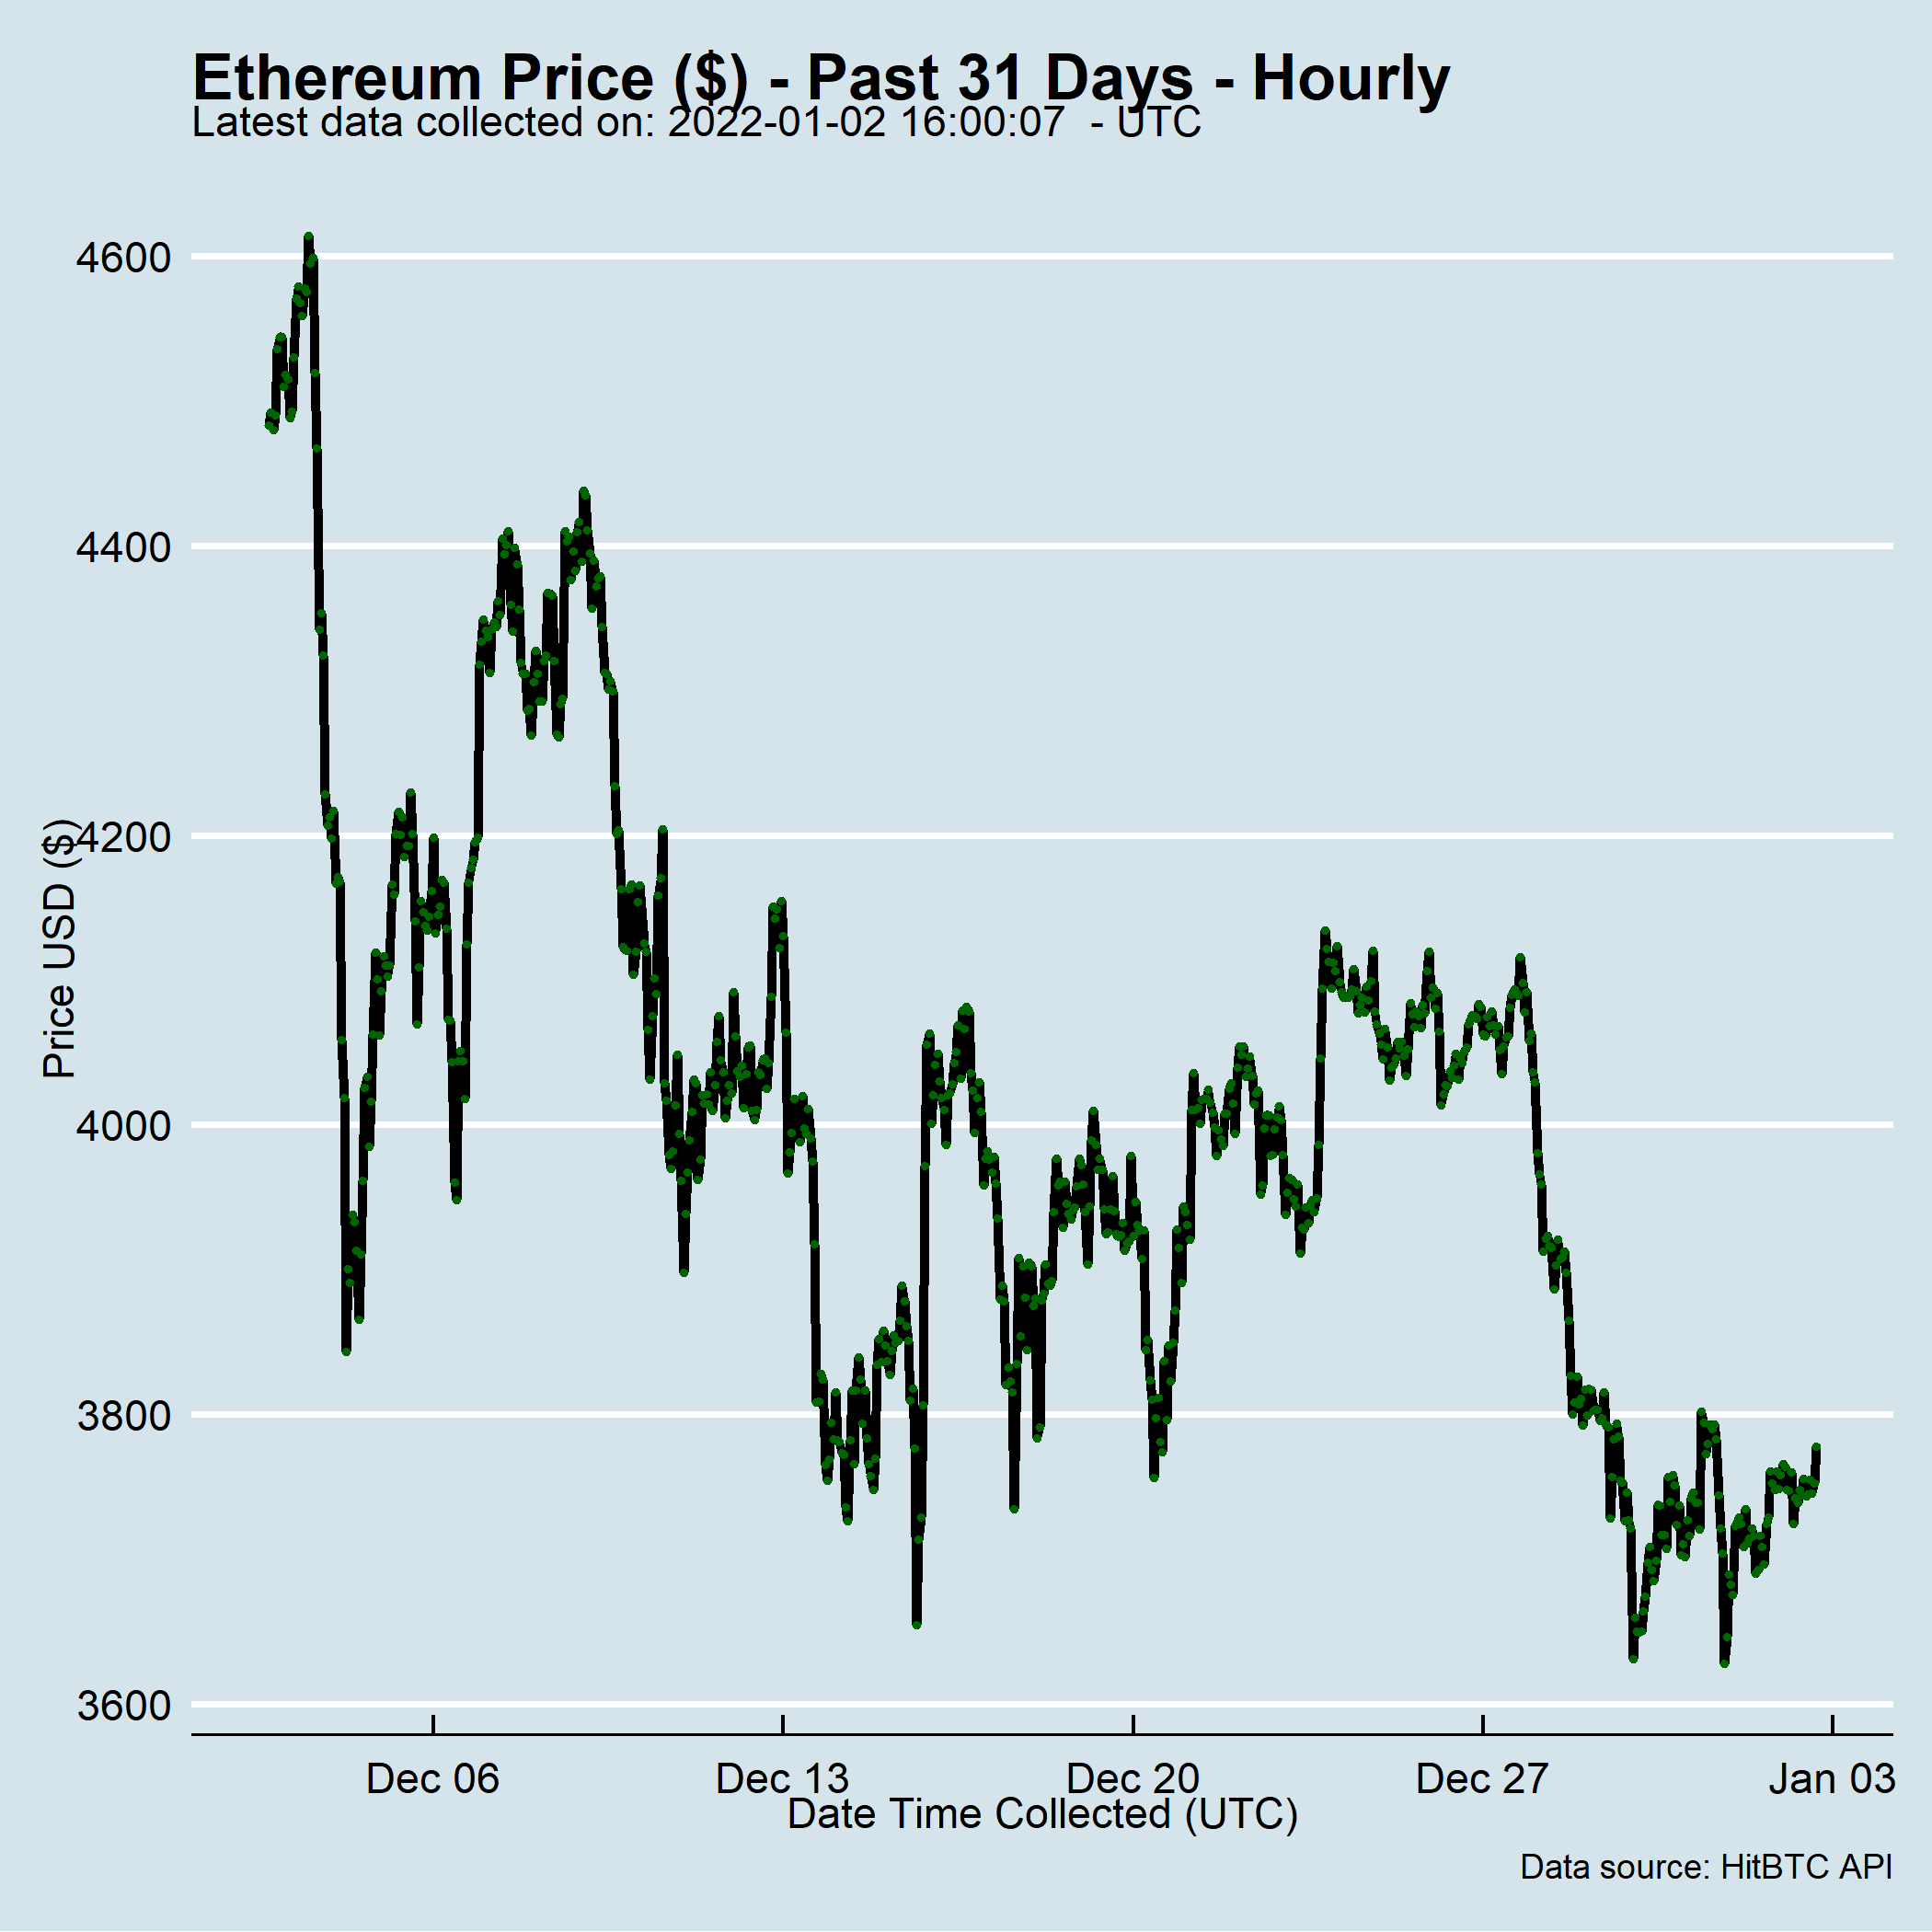 Ethereum Price ($) - Past 31 Days - Hourly
Latest data collected on: 2022-01-02 16:00:07  - UTC
4600
4400
4200
4000
3800
3600
Price USD ($)
Dec 06
Dec 13
Dec 20
Dec 27
Jan 03
Date Time Collected (UTC)
Data source: HitBTC API